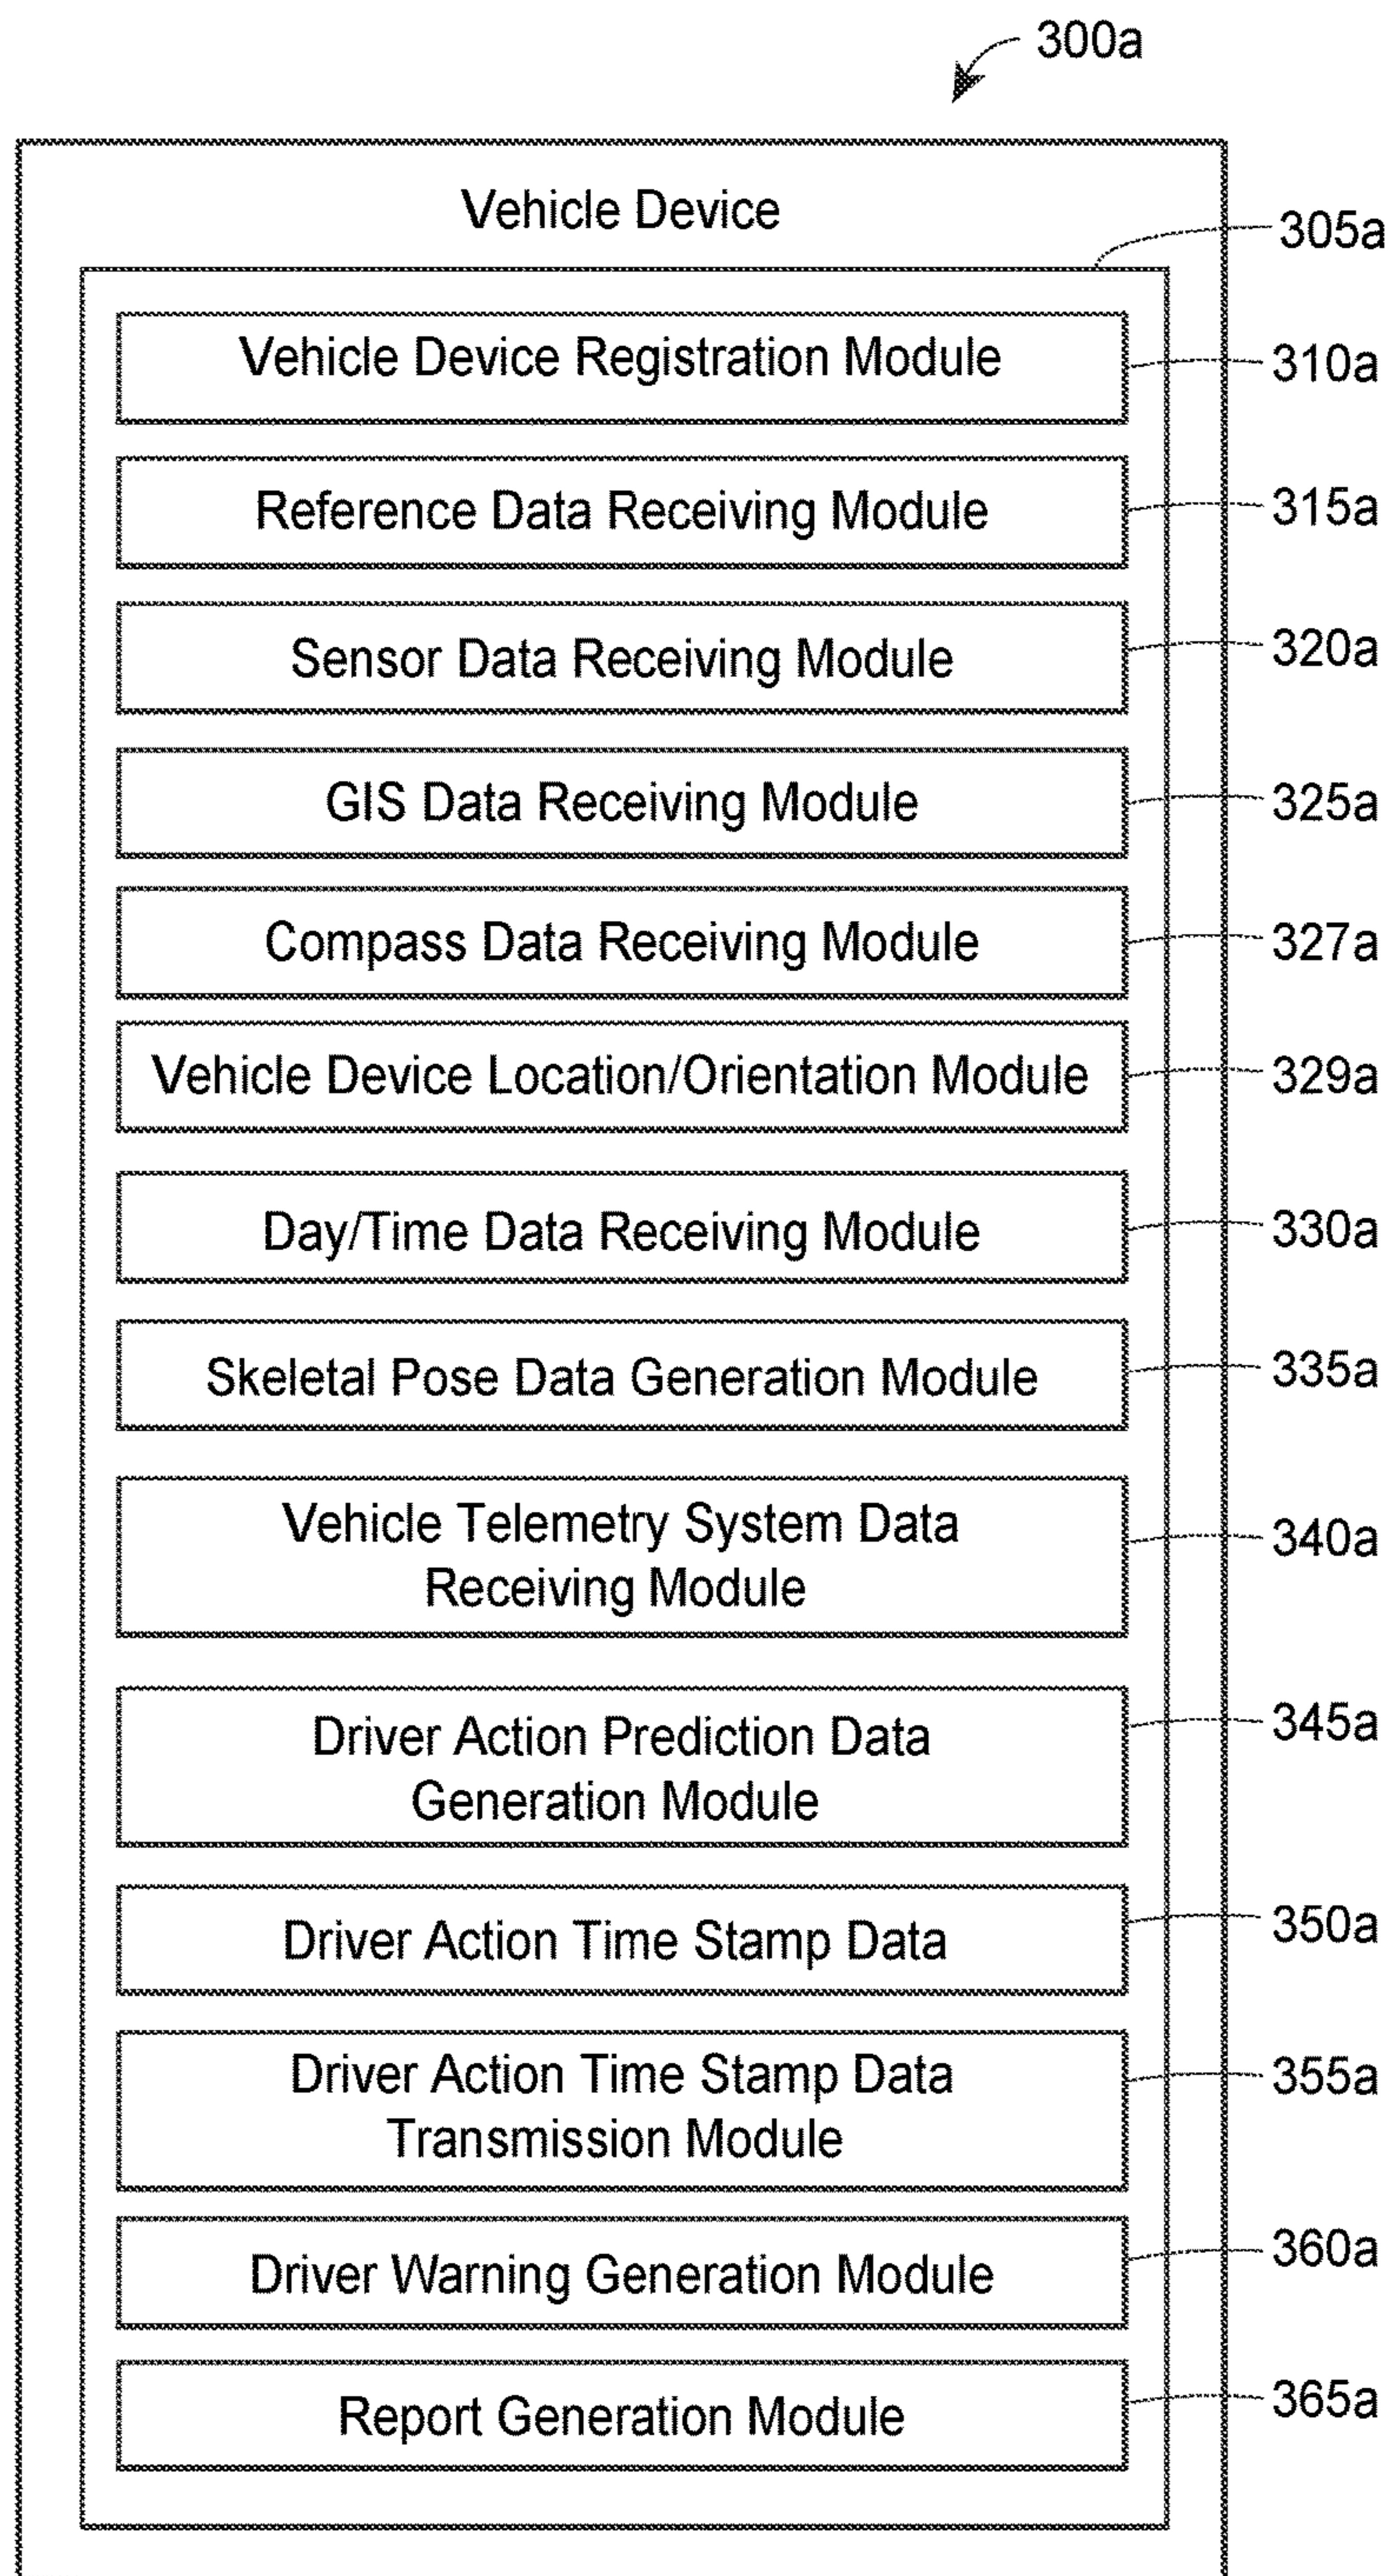 300a
Vehicle Device
305a
Vehicle Device Registration Module
310a
Reference Data Receiving Module
315a
Sensor Data Receiving Module
320a
GIS Data Receiving Module
325a
Compass Data Receiving Module
327a
Vehicle Device Location/Orientation Module
329a
Day/Time Data Receiving Module
330a
Skeletal Pose Data Generation Module
335a
Vehicle Telemetry System Data
Receiving Module
340a
Driver Action Prediction Data
Generation Module
345a
Driver Action Time Stamp Data
350a
Driver Action Time Stamp Data
Transmission Module
355a
Driver Warning Generation Module
360a
Report Generation Module
365a